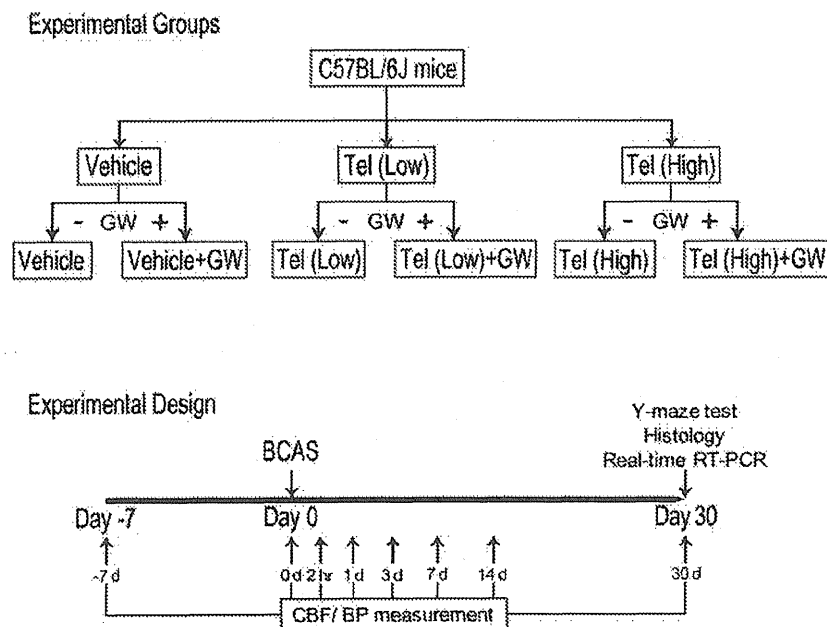 Experimental Groups
C57BL/6J mice
Vehicle
Tel (Low)
Tel (High)
- GW +
- GW +
- GW +
Vehicle
Vehicle+GW
Tel (Low)
Tel (Low)+GW
Tel (High)
Tel (High)+GW
Experimental Design
Y-maze test
Histology
Real-time RT-PCR
BCAS
Day -7
Day 0
Day 30
-7 d
0 d
2 hr
1 d
3 d
7 d
14 d
30 d
CBF/ BP measurement